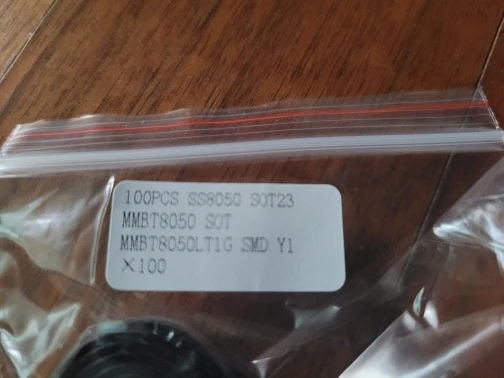 100PCS SS8050 SOT23
MMBT8050 SOT
MMBT8050LT1G SMD Y1
×100